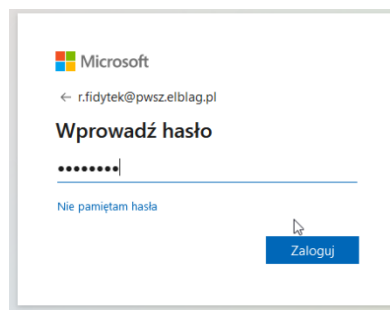 Microsoft
← r.fidytek@pwsz.elblag.pl
Wprowadź hasło
••••••••
Nie pamiętam hasła
Zaloguj